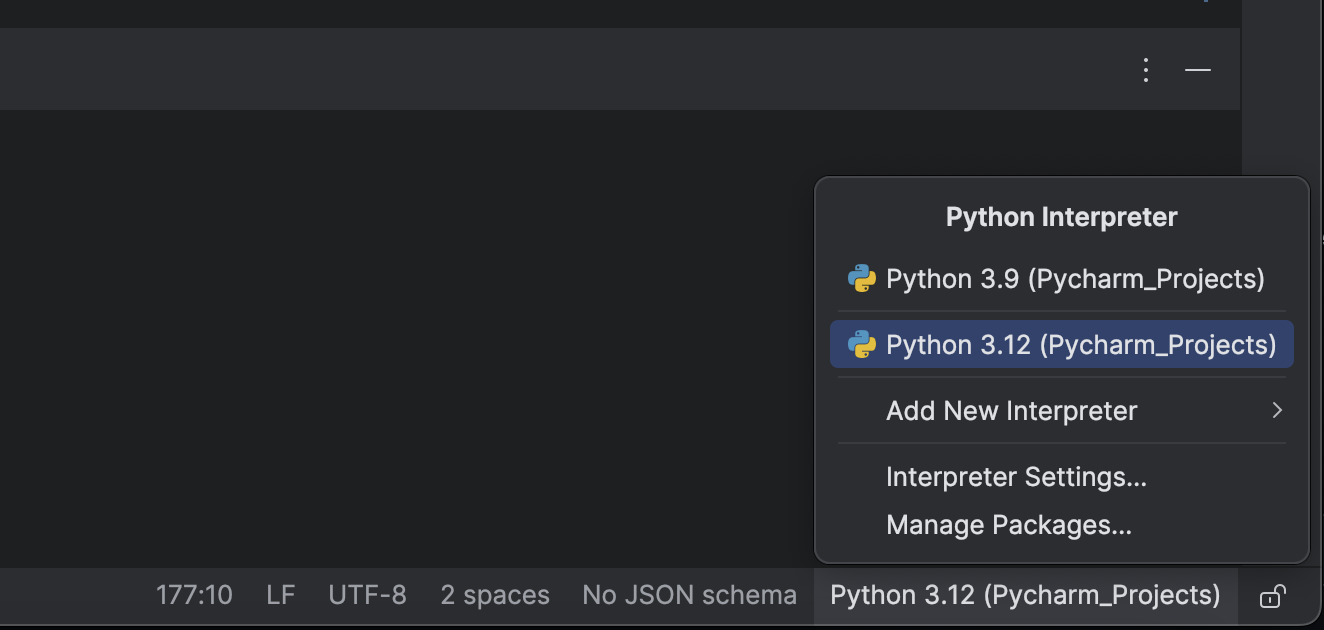 Python Interpreter
Python 3.9 (Pycharm_Projects)
Python 3.12 (Pycharm_Projects)
Add New Interpreter
Interpreter Settings...
Manage Packages...
177:10 LF UTF-8 2 spaces No JSON schema Python 3.12 (Pycharm_Projects)